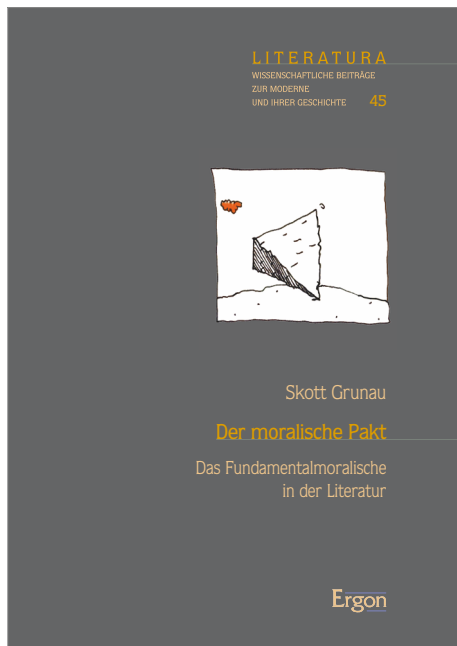 LITERATURA
WISSENSCHAFTLICHE BEITRÄGE
ZUR MODERNE
UND IHRER GESCHICHTE 45
Skott Grunau
Der moralische Pakt
Das Fundamentalmoralische
in der Literatur
Ergon